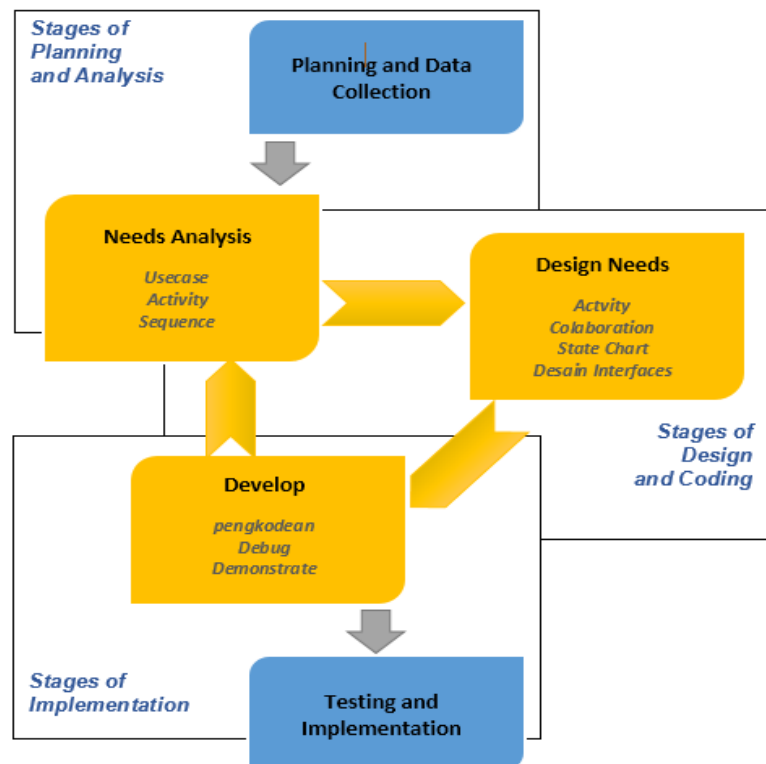 Stages of
Planning
and Analysis
Planning and Data
Collection
Needs Analysis
Usecase
Activity
Sequence
Design Needs
Actvity
Colaboration
State Chart
Desain Interfaces
Stages of
Design
and Coding
Develop
pengkodean
Debug
Demonstrate
Stages of
Implementation
Testing and
Implementation